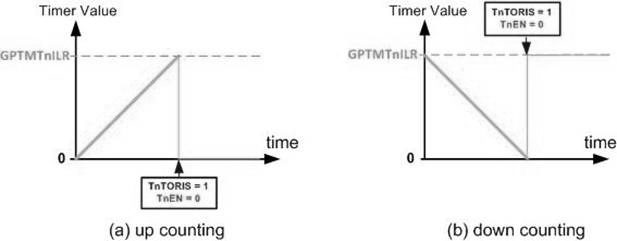 Timer Value
GPTMTnILR
0
time
TnTORIS = 1
TnEN = 0
(a) up counting
Timer Value
TnTORIS = 1
TnEN = 0
GPTMTnILR
0
time
(b) down counting